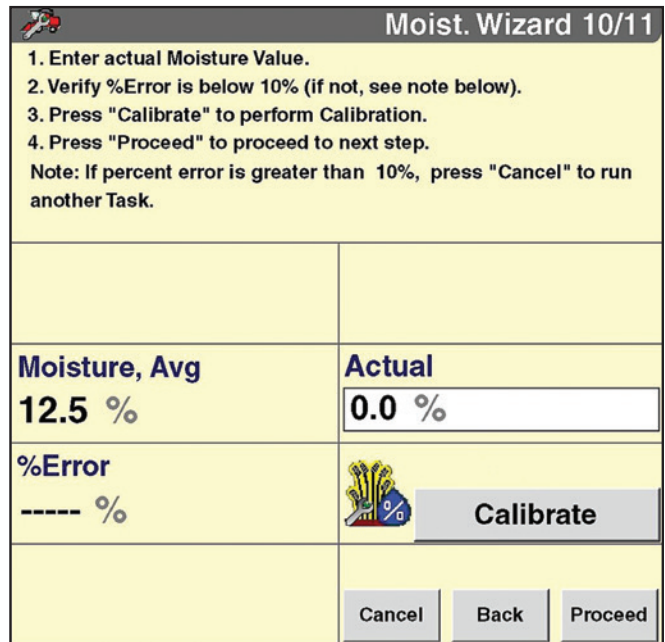 Moist. Wizard 10/11
1. Enter actual Moisture Value.
2. Verify %Error is below 10% (if not, see note below).
3. Press "Calibrate" to perform Calibration.
4. Press "Proceed" to proceed to next step.
Note: If percent error is greater than 10%, press "Cancel" to run
another Task.
Moisture, Avg
12.5 %
Actual
0.0 %
%Error
----- %
%
Calibrate
Cancel
Back
Proceed